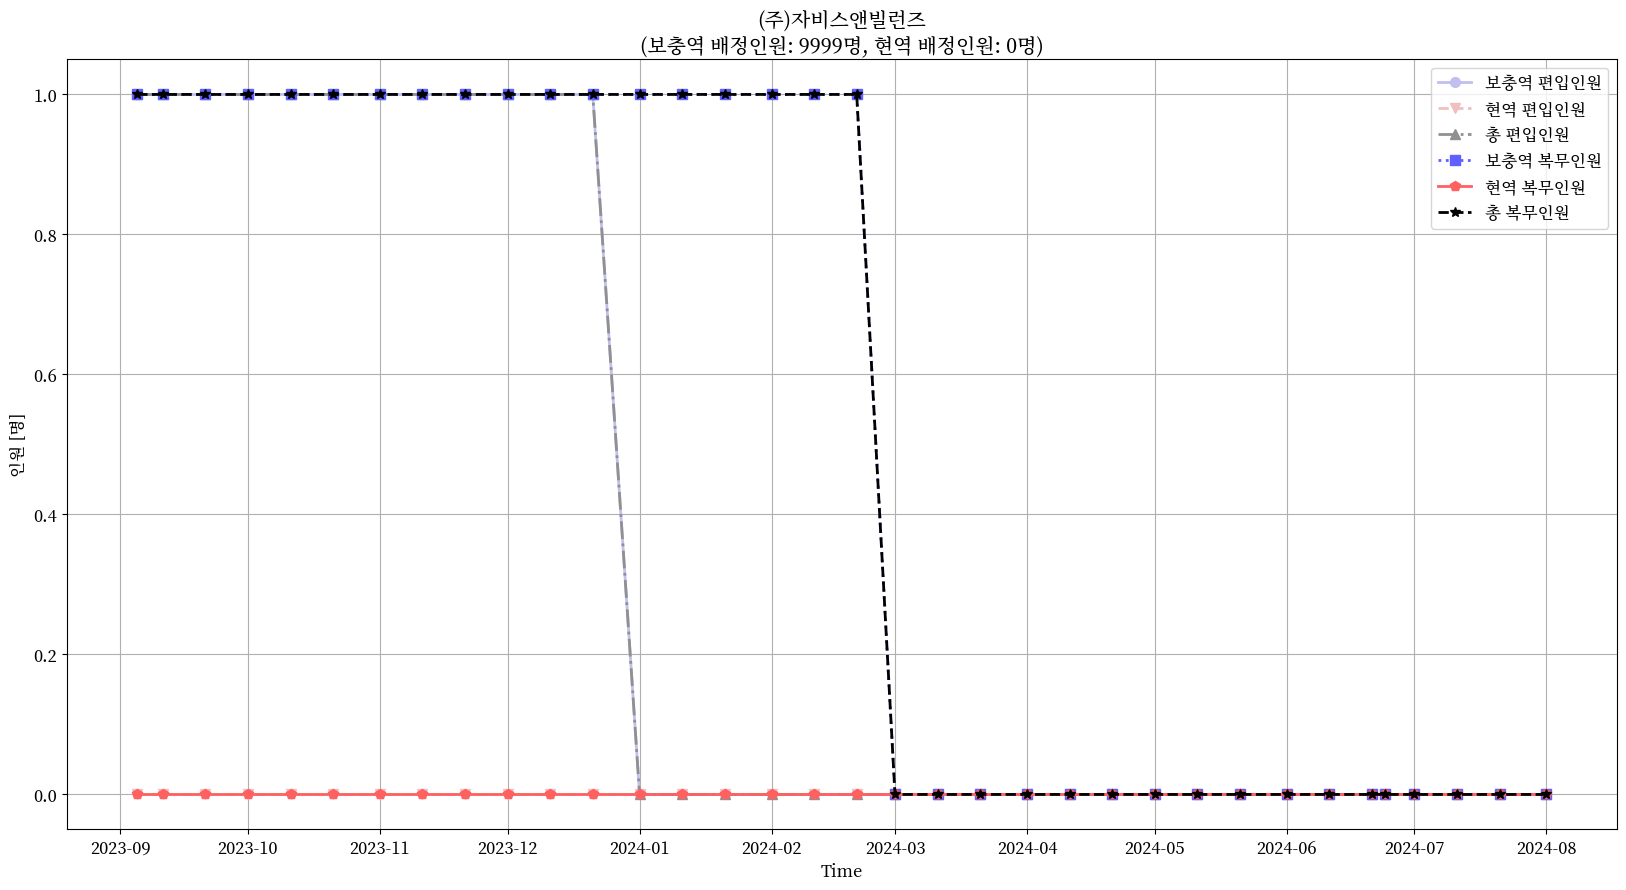 (주)자비스앤빌런즈
(보충역 배정인원: 9999명, 현역 배정인원: 0명)
보충역 편입인원
현역 편입인원
총 편입인원
보충역 복무인원
현역 복무인원
총 복무인원
인원 [명]
1.0
0.8
0.6
0.4
0.2
0.0
2023-09 2023-10 2023-11 2023-12 2024-01 2024-02 2024-03 2024-04 2024-05 2024-06 2024-07 2024-08
Time